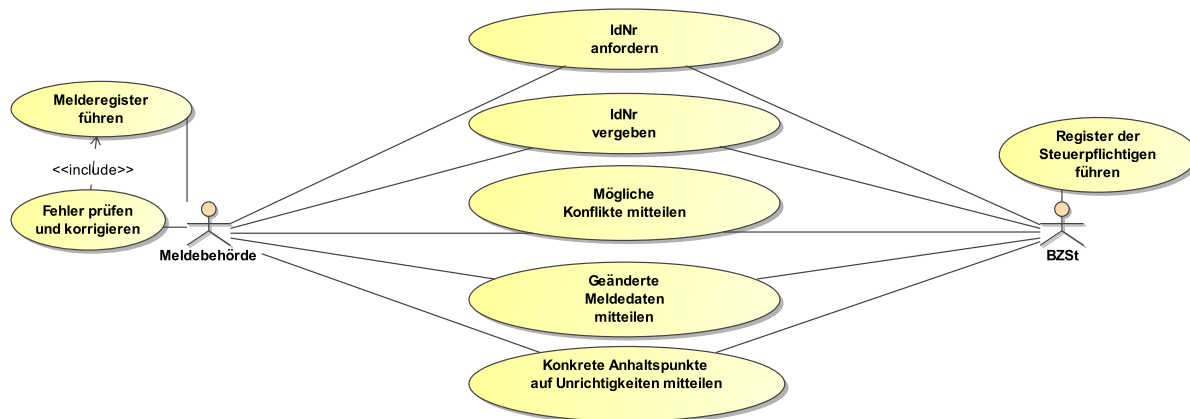 IdNr
anfordern
Melderegister
führen
IdNr
vergeben
Register der
Steuerpflichtigen
führen
<<include>>
Mögliche
Konflikte mitteilen
Fehler prüfen
und korrigieren
Meldebehörde
BZSt
Geänderte
Meldedaten
mitteilen
Konkrete Anhaltspunkte
auf Unrichtigkeiten mitteilen